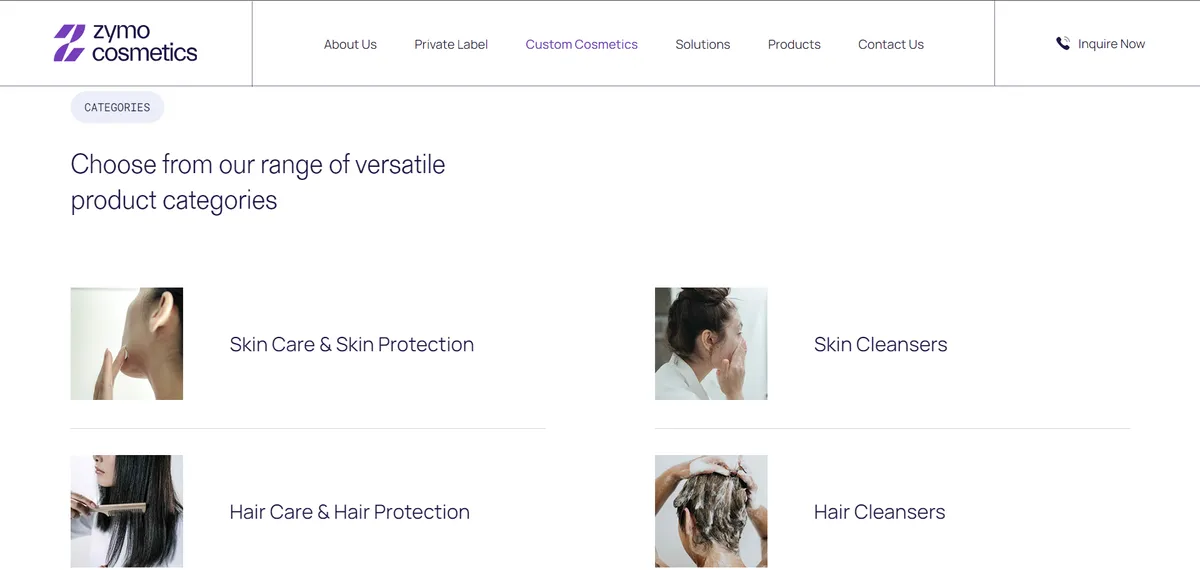 zymo
cosmetics
About Us
Private Label
Custom Cosmetics
Solutions
Products
Contact Us
Inquire Now
CATEGORIES
Choose from our range of versatile
product categories
Skin Care & Skin Protection
Skin Cleansers
Hair Care & Hair Protection
Hair Cleansers